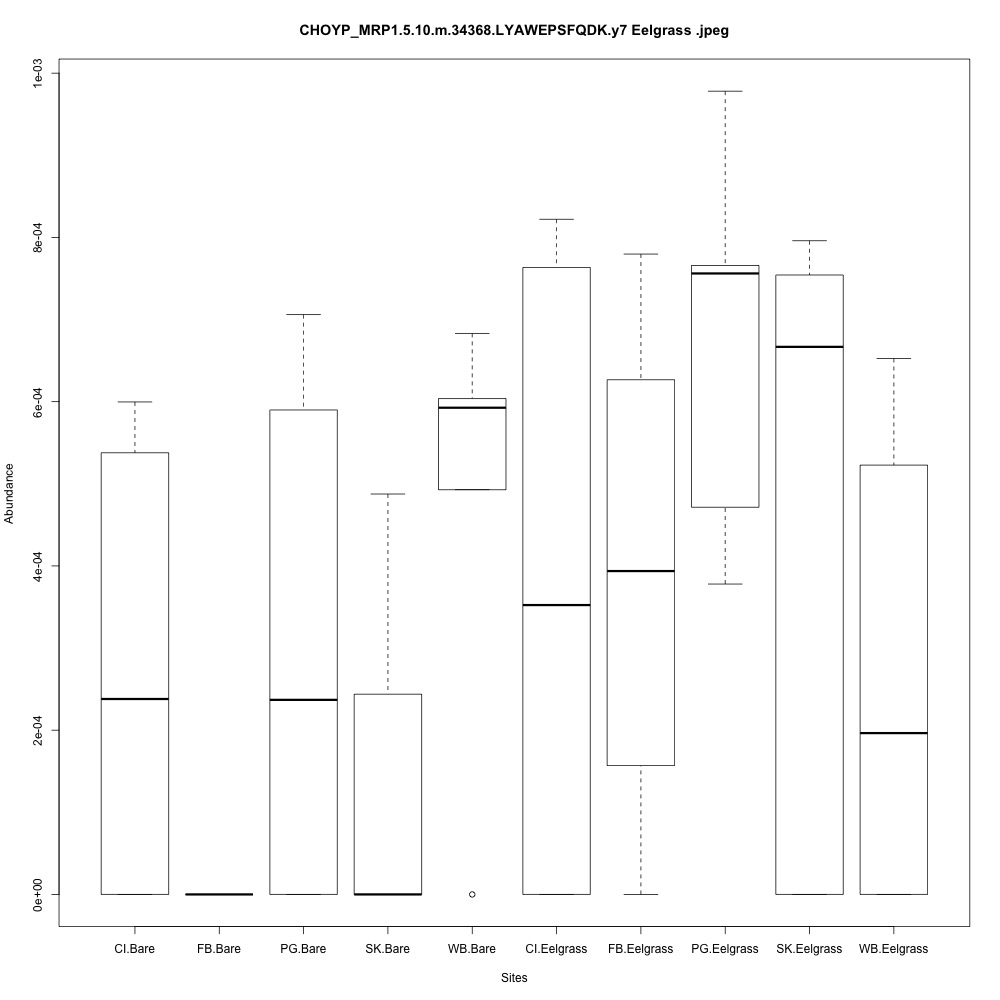 CHOYP_MRP1.5.10.m.34368.LYAWEPSFQDK.y7 Eelgrass .jpeg
1e-03
8e-04
6e-04
4e-04
2e-04
0e+00
Abundance
CI.Bare FB.Bare PG.Bare SK.Bare WB.Bare CI.Eelgrass FB.Eelgrass PG.Eelgrass SK.Eelgrass WB.Eelgrass
Sites